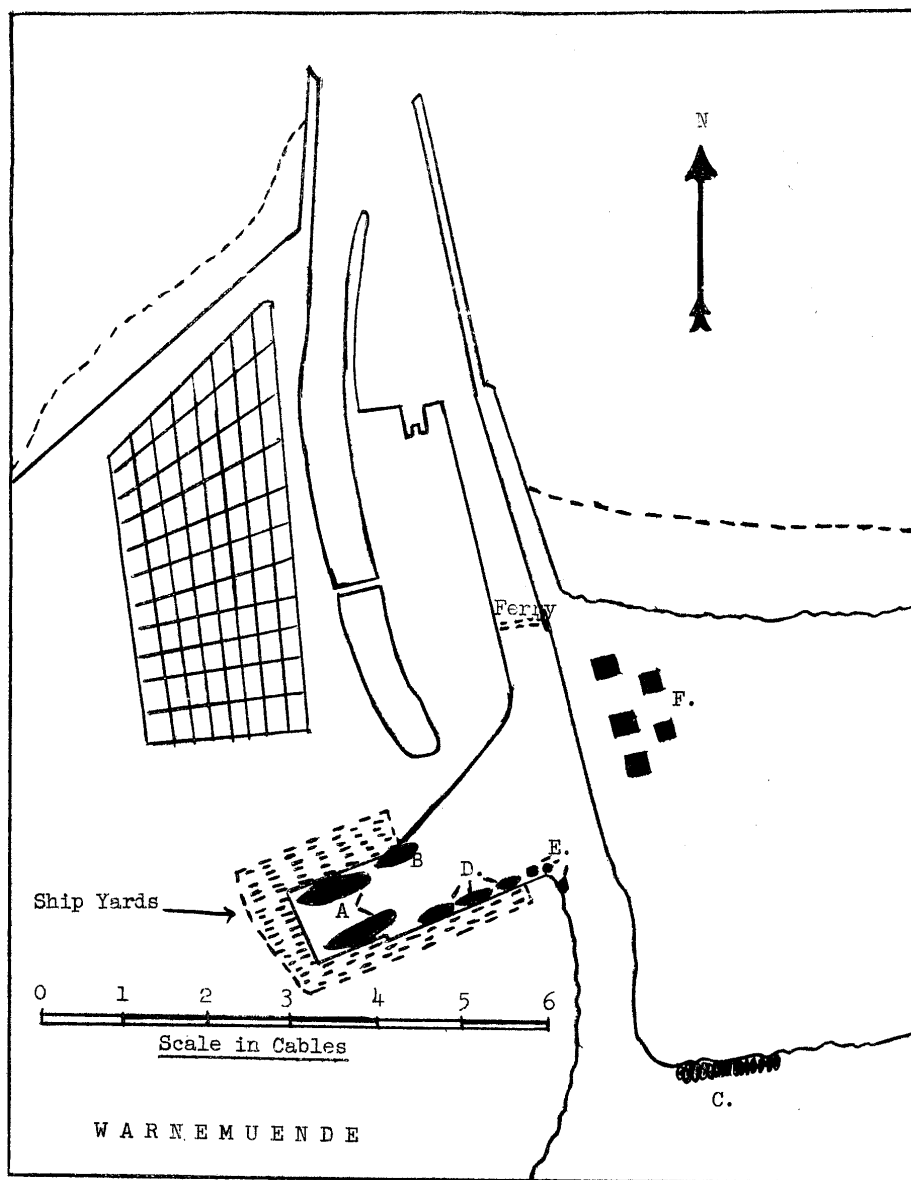 N
Ferry
F.
E.
D.
B
A
Ship Yards
0 1 2 3 4 5 6
Scale in Cables
C.
WARNEMUENDE